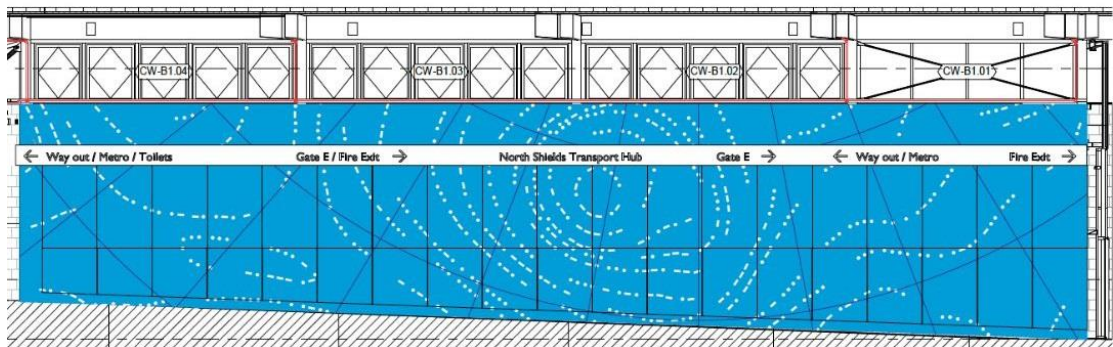 CW-B1.04 CW-B1.03 CW-B1.02 CW-B1.01
← Way out / Metro / Toilets Gate E / Fire Exit → North Shields Transport Hub Gate E → ← Way out / Metro Fire Exit →